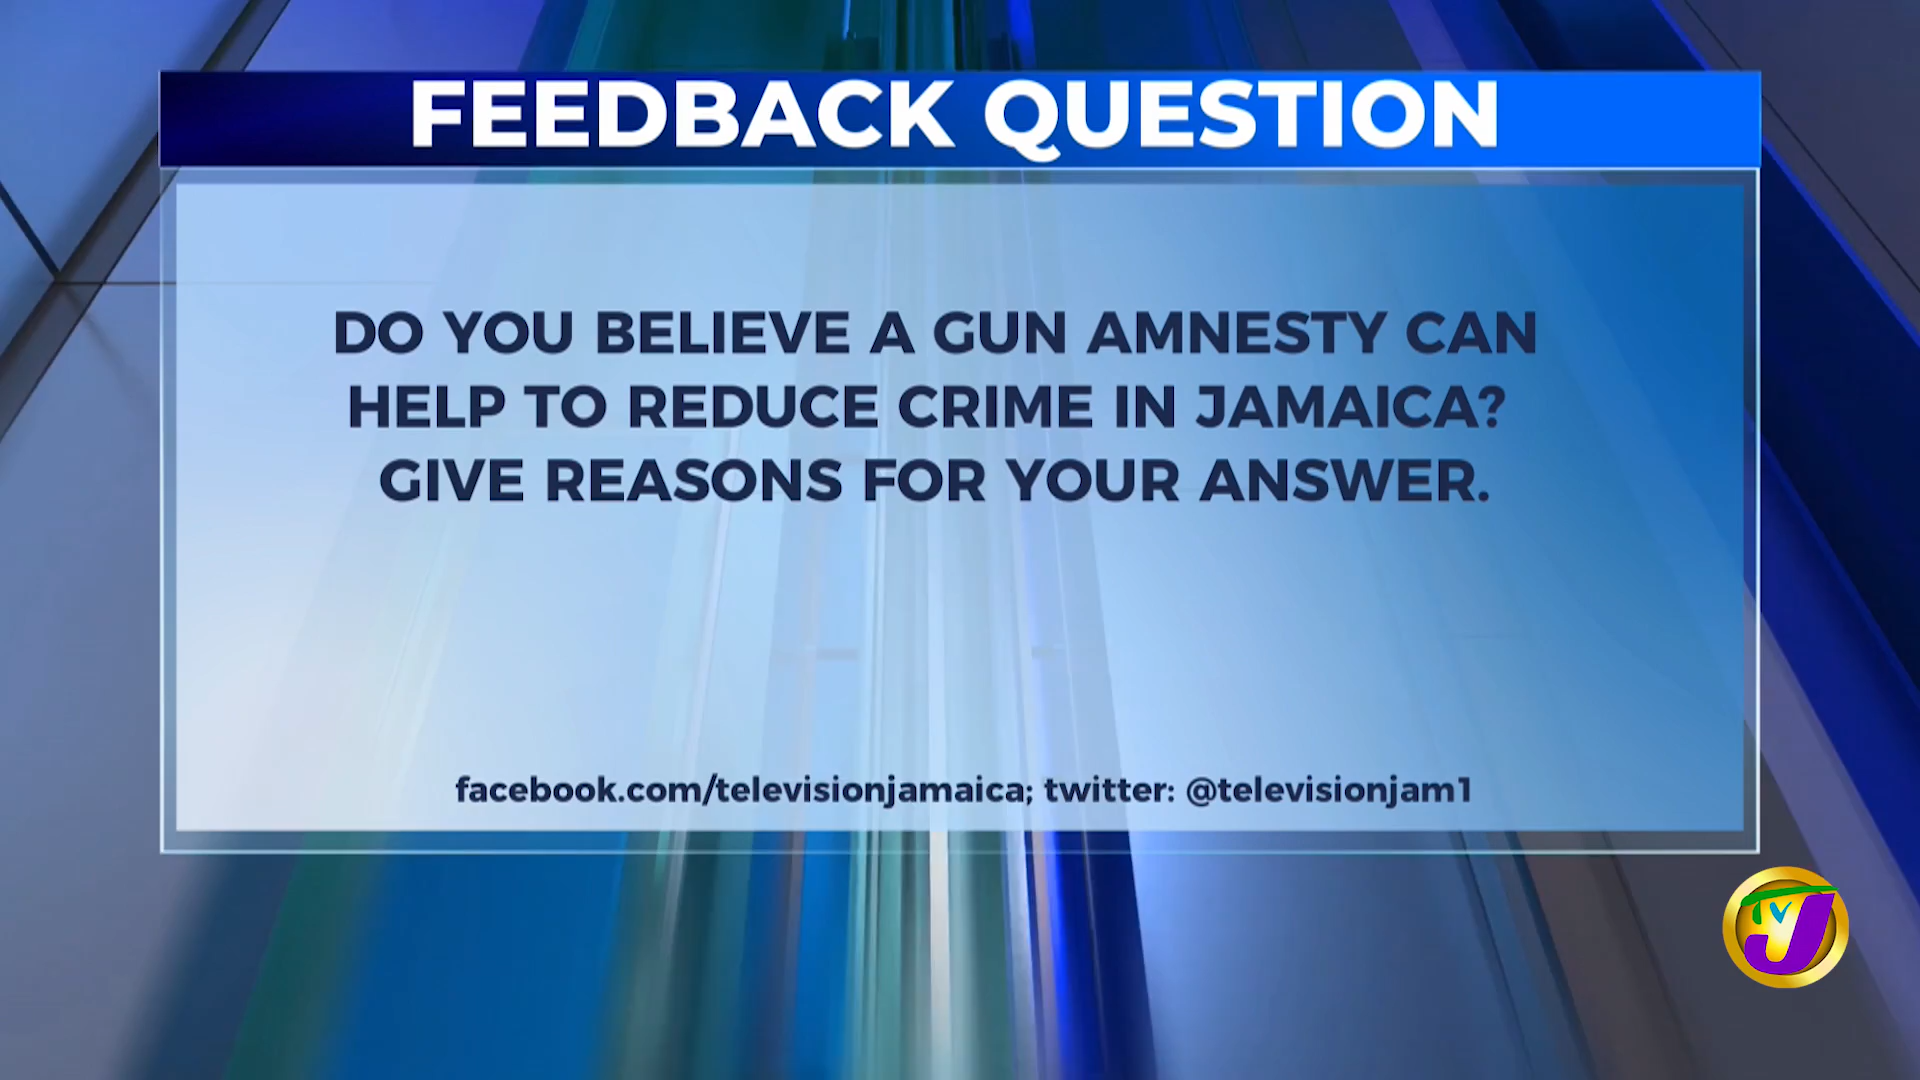 FEEDBACK QUESTION
DO YOU BELIEVE A GUN AMNESTY CAN
HELP TO REDUCE CRIME IN JAMAICA?
GIVE REASONS FOR YOUR ANSWER.
facebook.com/televisionjamaica; twitter: @televisionjam1
TVJ